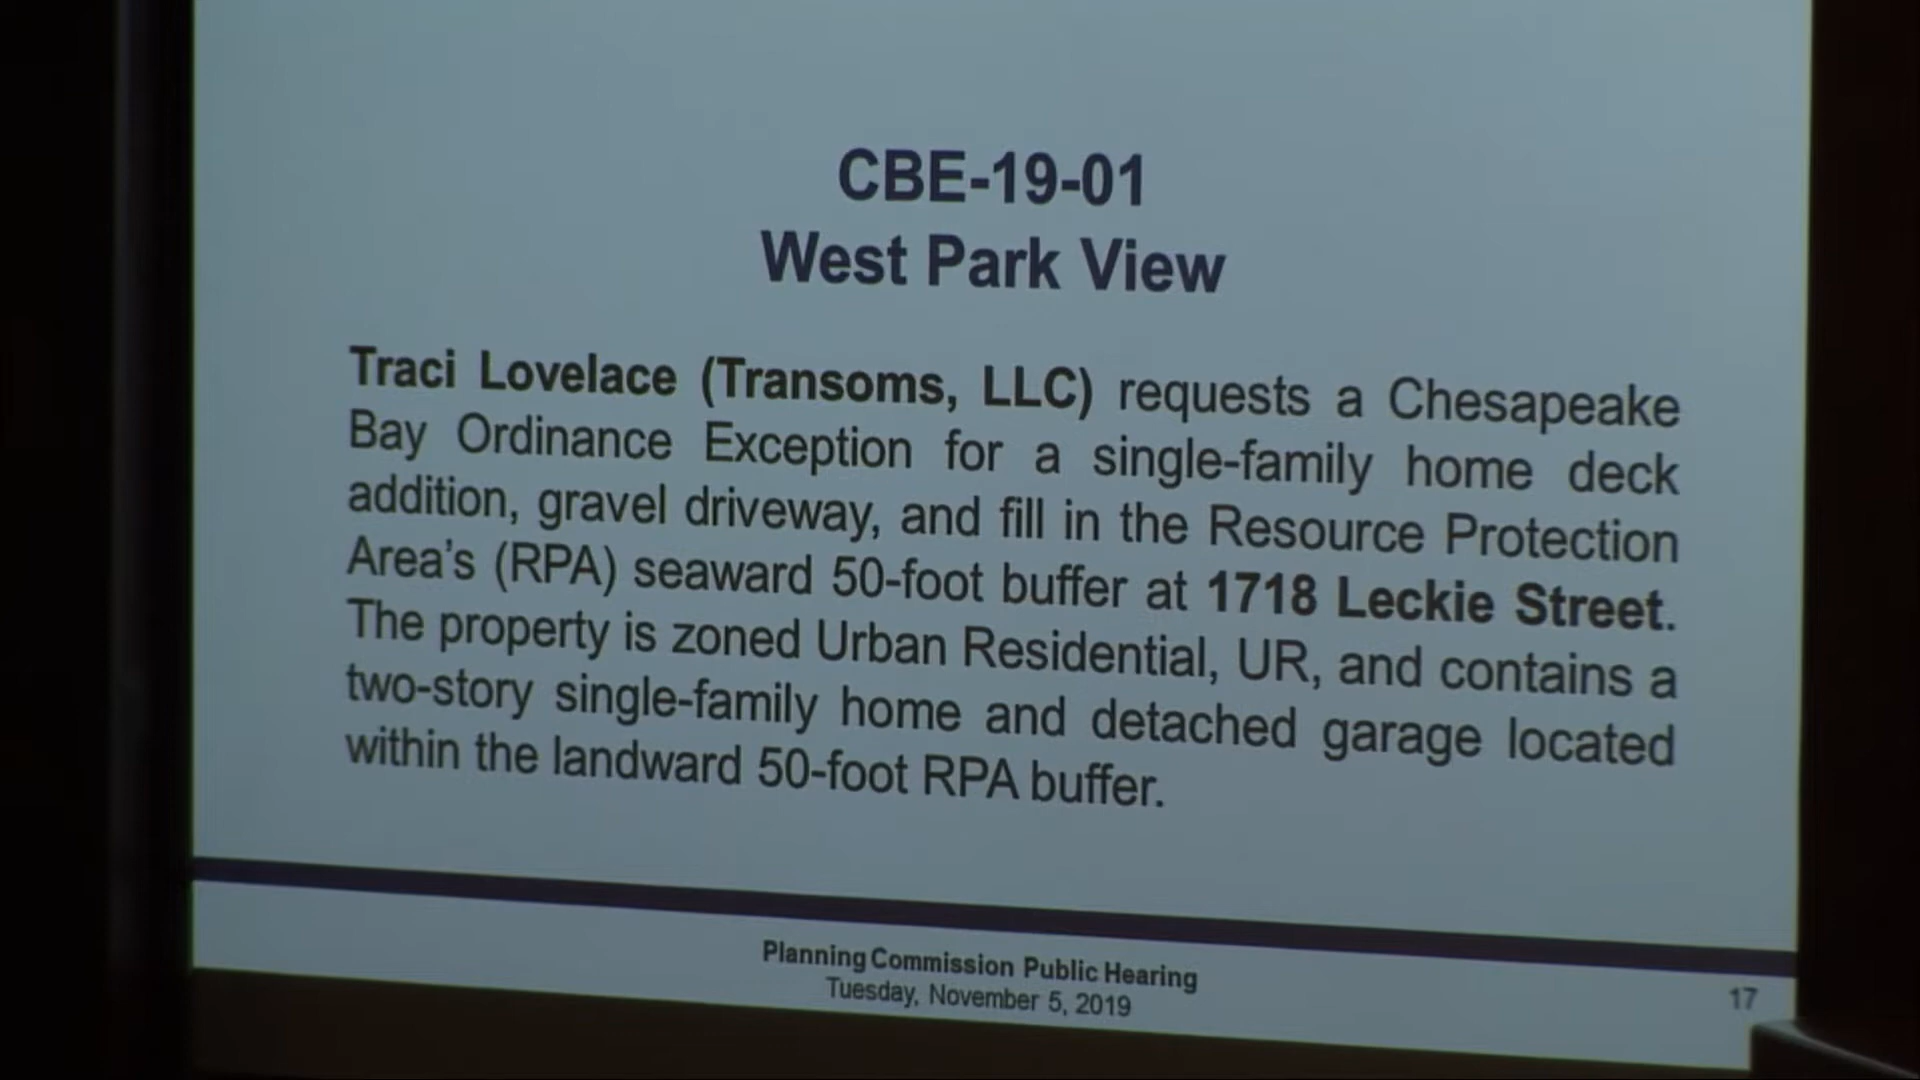 CBE-19-01
West Park View
Traci Lovelace (Transoms, LLC) requests a Chesapeake
Bay Ordinance Exception for a single-family home deck
addition, gravel driveway, and fill in the Resource Protection
Area’s (RPA) seaward 50-foot buffer at 1718 Leckie Street.
The property is zoned Urban Residential, UR, and contains a
two-story single-family home and detached garage located
within the landward 50-foot RPA buffer.
Planning Commission Public Hearing
Tuesday, November 5, 2019
17